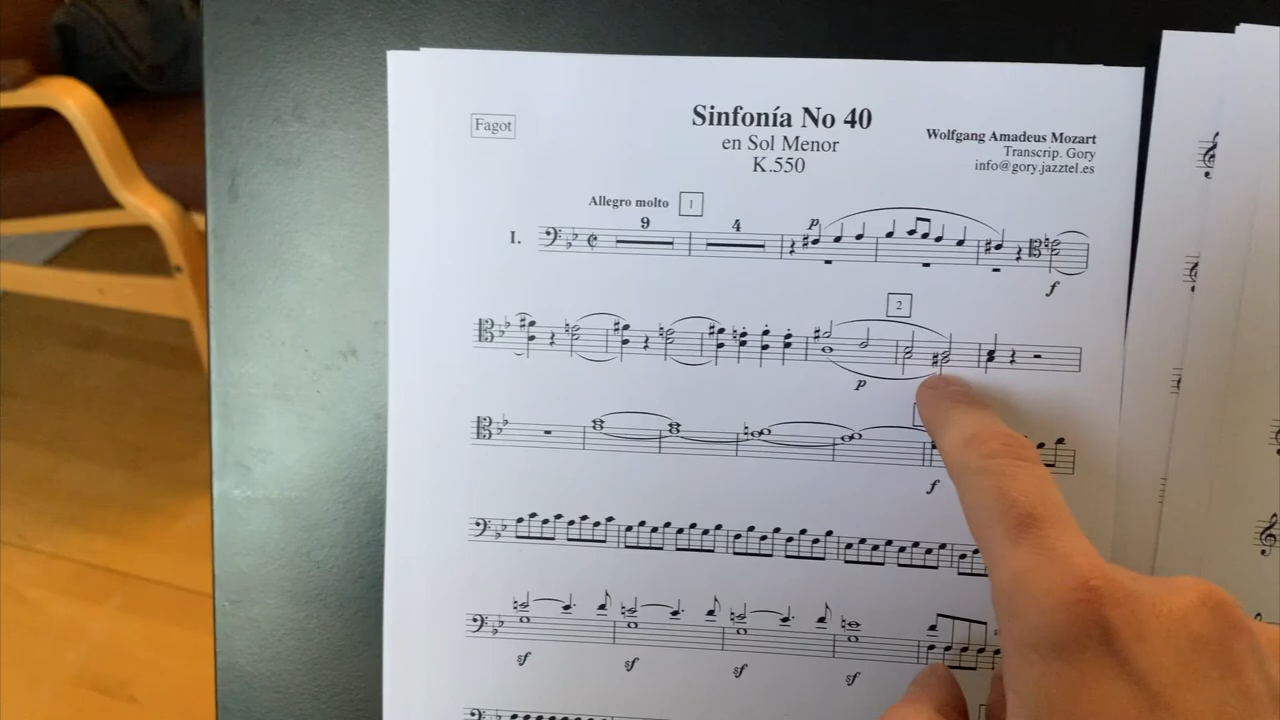 Sinfonía No 40
Fagot
en Sol Menor
K.550
Wolfgang Amadeus Mozart
Transcrip. Gory
info@gory.jazztel.es
Allegro molto
1
9
4
p
I.
f
2
p
f
sf
sf
sf
sf